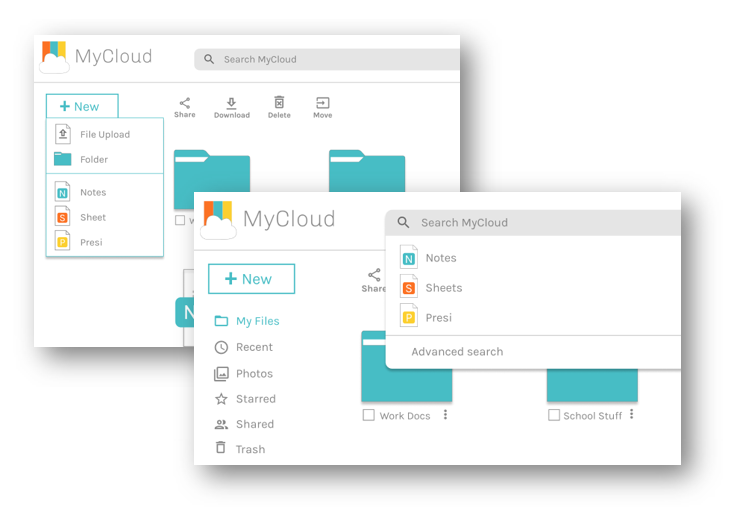 MyCloud
Search MyCloud
+ New
Share
Download
Delete
Move
File Upload
Folder
N Notes
S Sheet
P Presi
W
N
MyCloud
Search MyCloud
N Notes
S Sheets
P Presi
Advanced search
+ New
Share
My Files
Recent
Photos
Starred
Shared
Trash
Work Docs
School Stuff